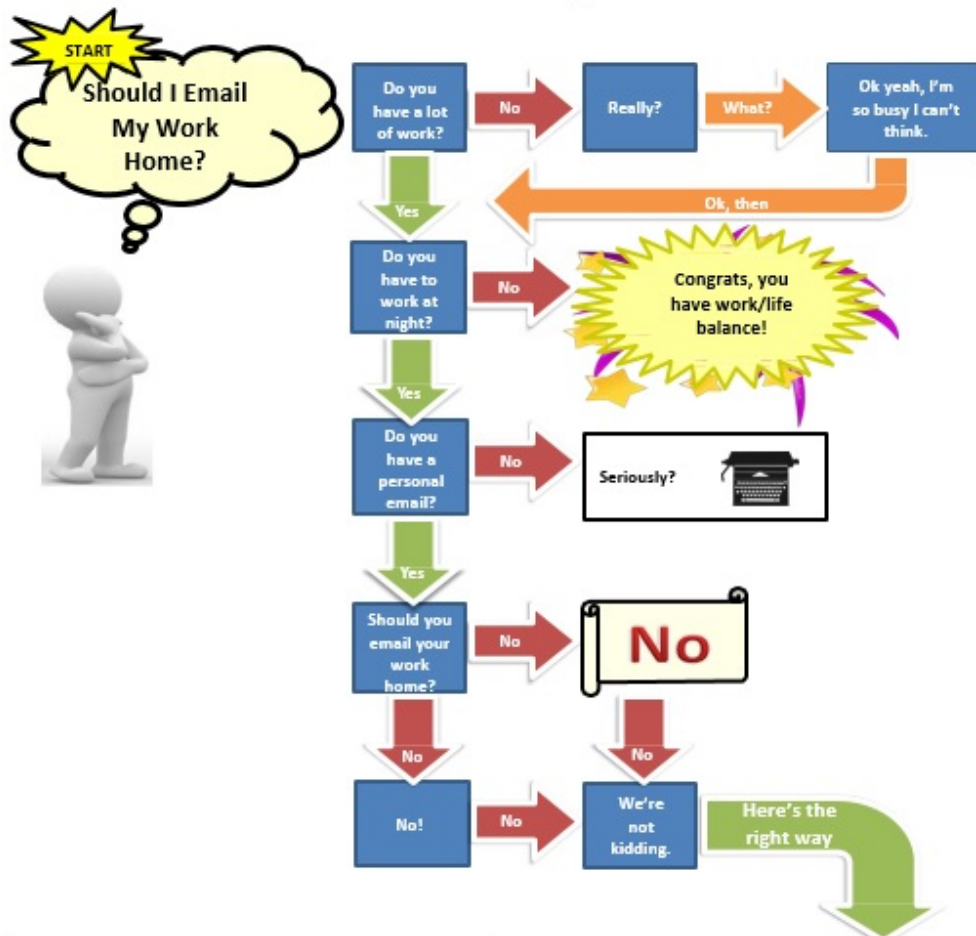 START
Should I Email
My Work
Home?
Do you
have a lot
of work?
No
Really?
What?
Ok yeah, I'm
so busy I can't
think.
Yes
Ok, then
Do you
have to
work at
night?
No
Congrats, you
have work/life
balance!
Yes
Do you
have a
personal
email?
No
Seriously?
Yes
Should you
email your
work
home?
No
No
No
No
No!
No
We're
not
kidding.
Here's the
right way